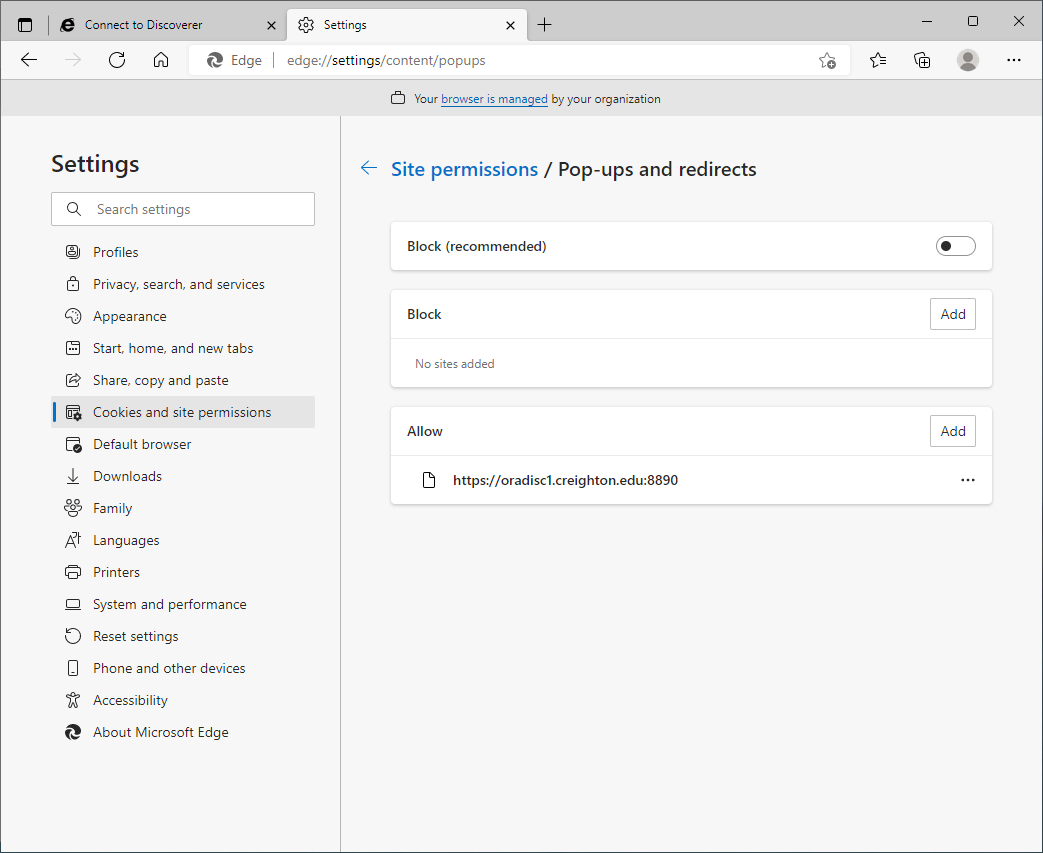 Connect to Discoverer
Settings
Edge
edge://settings/content/popups
Your browser is managed by your organization
Settings
Search settings
Profiles
Privacy, search, and services
Appearance
Start, home, and new tabs
Share, copy and paste
Cookies and site permissions
Default browser
Downloads
Family
Languages
Printers
System and performance
Reset settings
Phone and other devices
Accessibility
About Microsoft Edge
Site permissions / Pop-ups and redirects
Block (recommended)
Block
Add
No sites added
Allow
Add
https://oradisc1.creighton.edu:8890